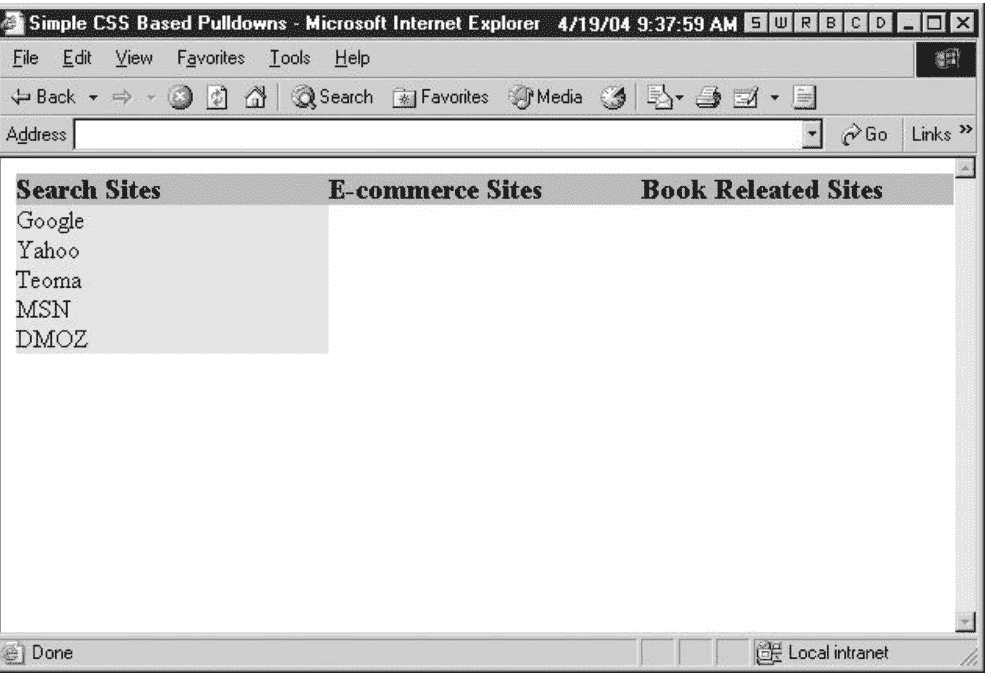 Simple CSS Based Pulldowns - Microsoft Internet Explorer 4/19/04 9:37:59 AM S W R B C D
File Edit View Favorites Tools Help
Back Search Favorites Media
Address Go Links »
Search Sites E-commerce Sites Book Releated Sites
Google
Yahoo
Teoma
MSN
DMOZ
Done Local intranet